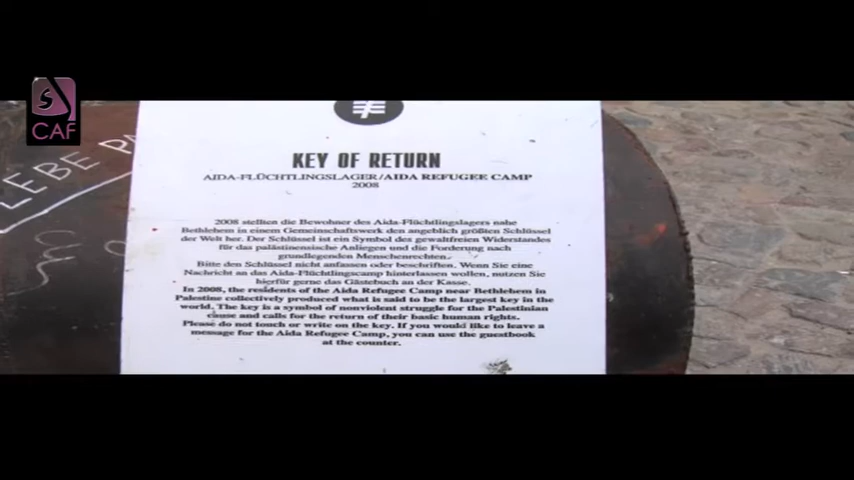 CAF
LEBE
KEY OF RETURN
AIDA-FLÜCHTLINGSLAGER/AIDA REFUGEE CAMP
2008
2008 stellten die Bewohner des Aida-Flüchtlingslagers nahe
Bethlehem in einem Gemeinschaftswerk den angeblich größten Schlüssel
der Welt her. Der Schlüssel ist ein Symbol des gewaltfreien Widerstandes
für das palästinensische Anliegen und die Forderung nach
grundlegenden Menschenrechten.
Bitte den Schlüssel nicht anfassen oder beschriften. Wenn Sie eine
Nachricht an das Aida-Flüchtlingscamp hinterlassen wollen, nutzen Sie
hierfür gerne das Gästebuch an der Kasse.
In 2008, the residents of the Aida Refugee Camp near Bethlehem in
Palestine collectively produced what is said to be the largest key in the
world. The key is a symbol of nonviolent struggle for the Palestinian
cause and calls for the return of their basic human rights.
Please do not touch or write on the key. If you would like to leave a
message for the Aida Refugee Camp, you can use the guestbook
at the counter.